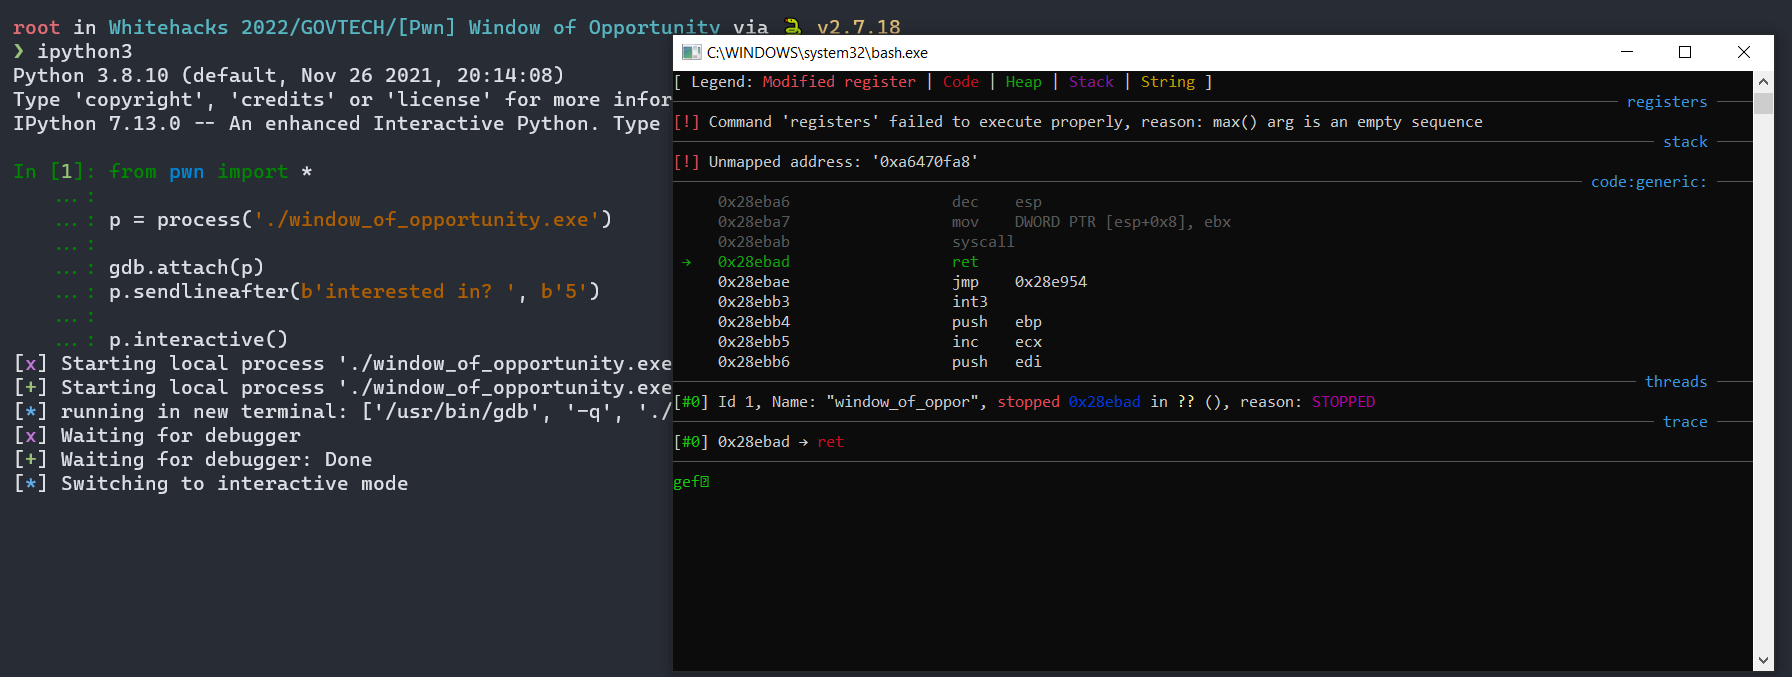 root in Whitehacks 2022/GOVTECH/[Pwn] Window of Opportunity via 🐍 v2.7.18
❯ ipython3
Python 3.8.10 (default, Nov 26 2021, 20:14:08)
Type 'copyright', 'credits' or 'license' for more infor
IPython 7.13.0 -- An enhanced Interactive Python. Type
In [1]: from pwn import *
...:
...: p = process('./window_of_opportunity.exe')
...:
...: gdb.attach(p)
...: p.sendlineafter(b'interested in? ', b'5')
...:
...: p.interactive()
[x] Starting local process './window_of_opportunity.exe
[+] Starting local process './window_of_opportunity.exe
[*] running in new terminal: ['/usr/bin/gdb', '-q', './
[x] Waiting for debugger
[+] Waiting for debugger: Done
[*] Switching to interactive mode
C:\WINDOWS\system32\bash.exe
[ Legend: Modified register | Code | Heap | Stack | String ]
registers
[!] Command 'registers' failed to execute properly, reason: max() arg is an empty sequence
stack
[!] Unmapped address: '0xa6470fa8'
code:generic:
0x28eba6 dec esp
0x28eba7 mov DWORD PTR [esp+0x8], ebx
0x28ebab syscall
→ 0x28ebad ret
0x28ebae jmp 0x28e954
0x28ebb3 int3
0x28ebb4 push ebp
0x28ebb5 inc ecx
0x28ebb6 push edi
threads
[#0] Id 1, Name: "window_of_oppor", stopped 0x28ebad in ?? (), reason: STOPPED
trace
[#0] 0x28ebad → ret
gef